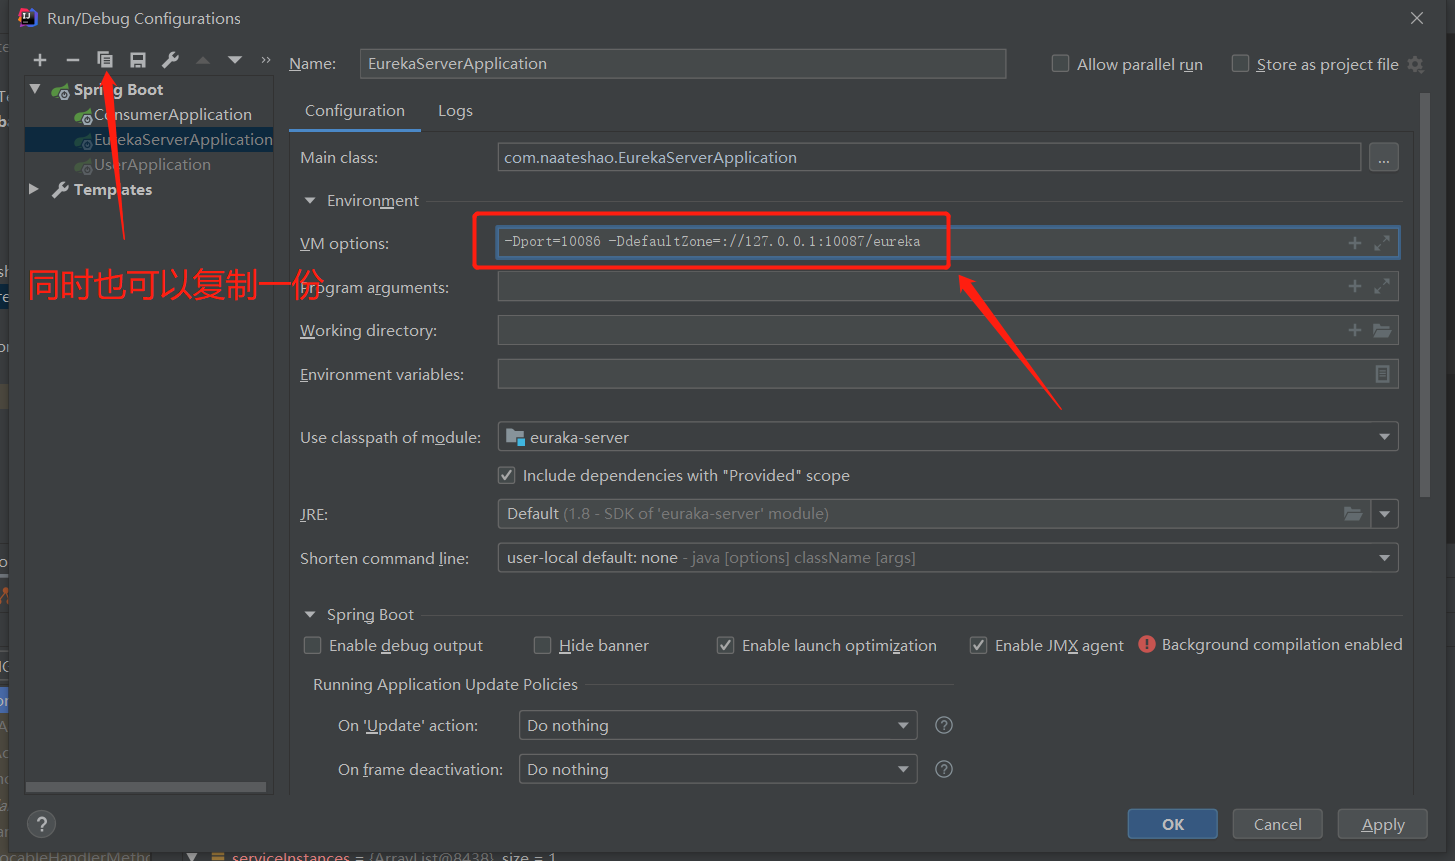 Run/Debug Configurations
Name: EurekaServerApplication
Allow parallel run
Store as project file
Spring Boot
ConsumerApplication
EurekaServerApplication
UserApplication
Templates
同时也可以复制一份
Configuration Logs
Main class: com.naateshao.EurekaServerApplication ...
Environment
VM options: -Dport=10086 -DdefaultZone=://127.0.0.1:10087/eureka
Program arguments:
Working directory:
Environment variables:
Use classpath of module: euraka-server
Include dependencies with "Provided" scope
JRE: Default (1.8 - SDK of 'euraka-server' module)
Shorten command line: user-local default: none - java [options] className [args]
Spring Boot
Enable debug output Hide banner Enable launch optimization Enable JMX agent Background compilation enabled
Running Application Update Policies
On 'Update' action: Do nothing ?
On frame deactivation: Do nothing ?
? OK Cancel Apply
serviceInstances = {ArrayList@8438} size = 1